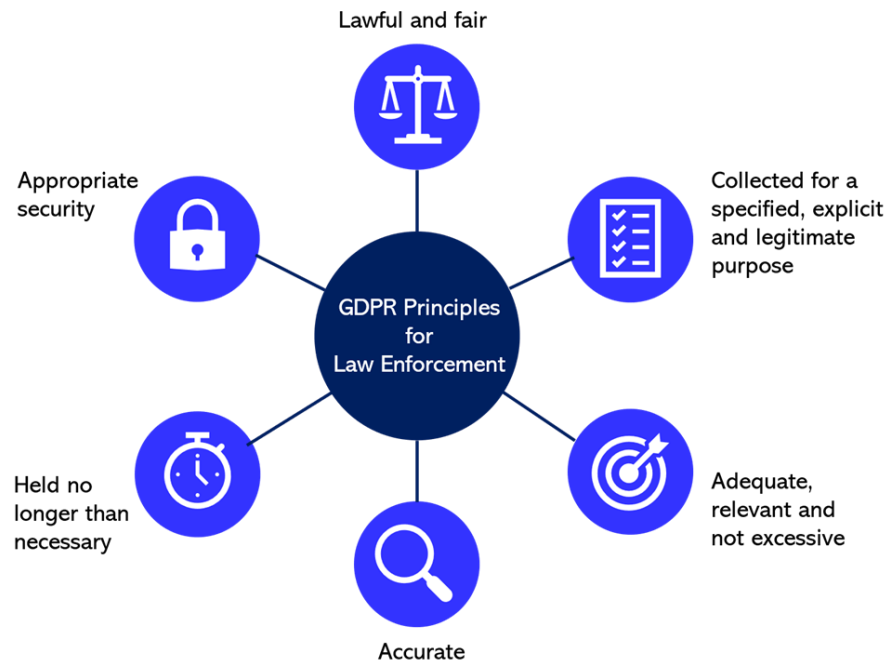 Lawful and fair
Collected for a
specified, explicit
and legitimate
purpose
Adequate,
relevant and
not excessive
Accurate
Held no
longer than
necessary
Appropriate
security
GDPR Principles
for
Law Enforcement